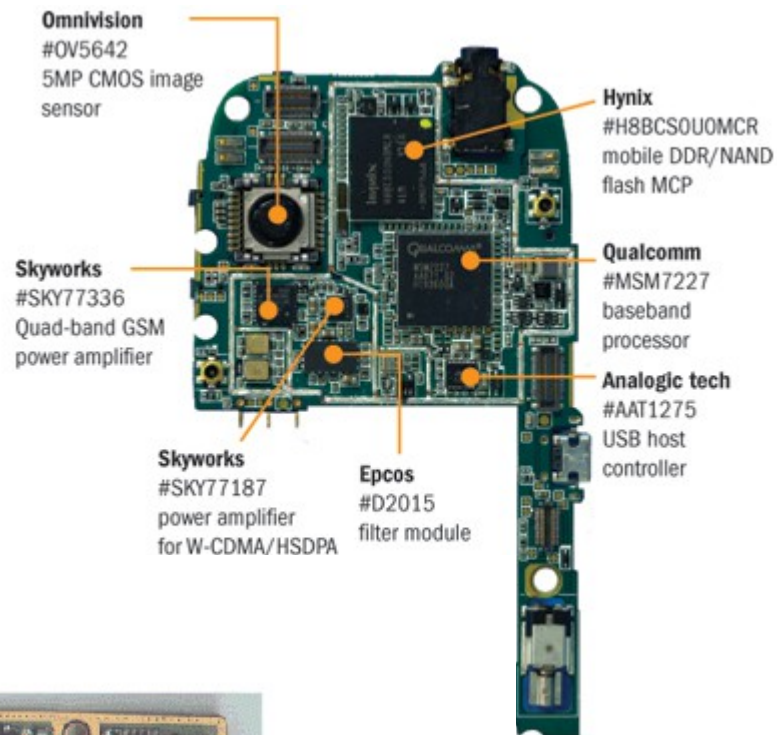 Omnivision
#OV5642
5MP CMOS image
sensor
Hynix
#H8BCS0U0MCR
mobile DDR/NAND
flash MCP
Skyworks
#SKY77336
Quad-band GSM
power amplifier
Qualcomm
#MSM7227
baseband
processor
Analogic tech
#AAT1275
USB host
controller
Skyworks
#SKY77187
power amplifier
for W-CDMA/HSDPA
Epcos
#D2015
filter module
hynix
QUALCOMM